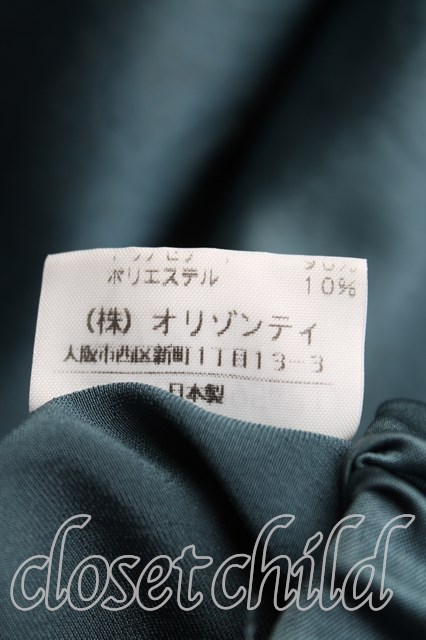 ポリエステル 10%
(株)オリゾンティ
大阪市西区新町1丁目13-3
日本製
closet child